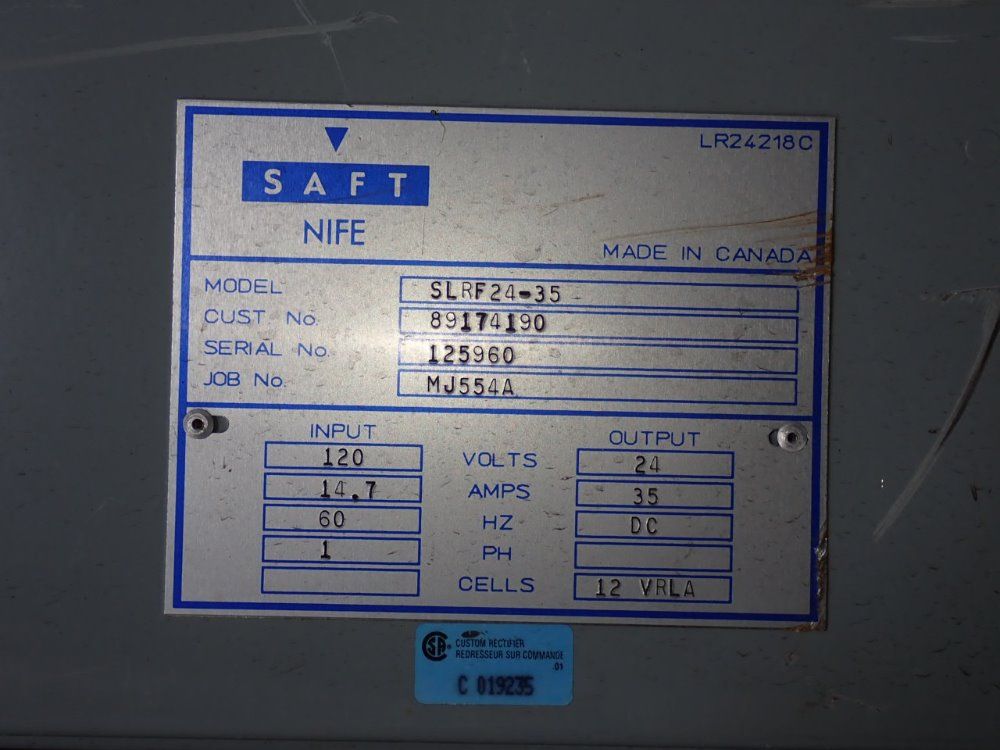 LR24218C
SAFT
NIFE
MADE IN CANADA
MODEL SLRF24-35
CUST. No. 89174190
SERIAL No. 125960
JOB No. MJ554A
INPUT OUTPUT
120 VOLTS 24
14.7 AMPS 35
60 HZ DC
1 PH
CELLS 12 VRLA
CUSTOM RECTIFIER
REDRESSEUR SUR COMMANDE
.01
C 019235